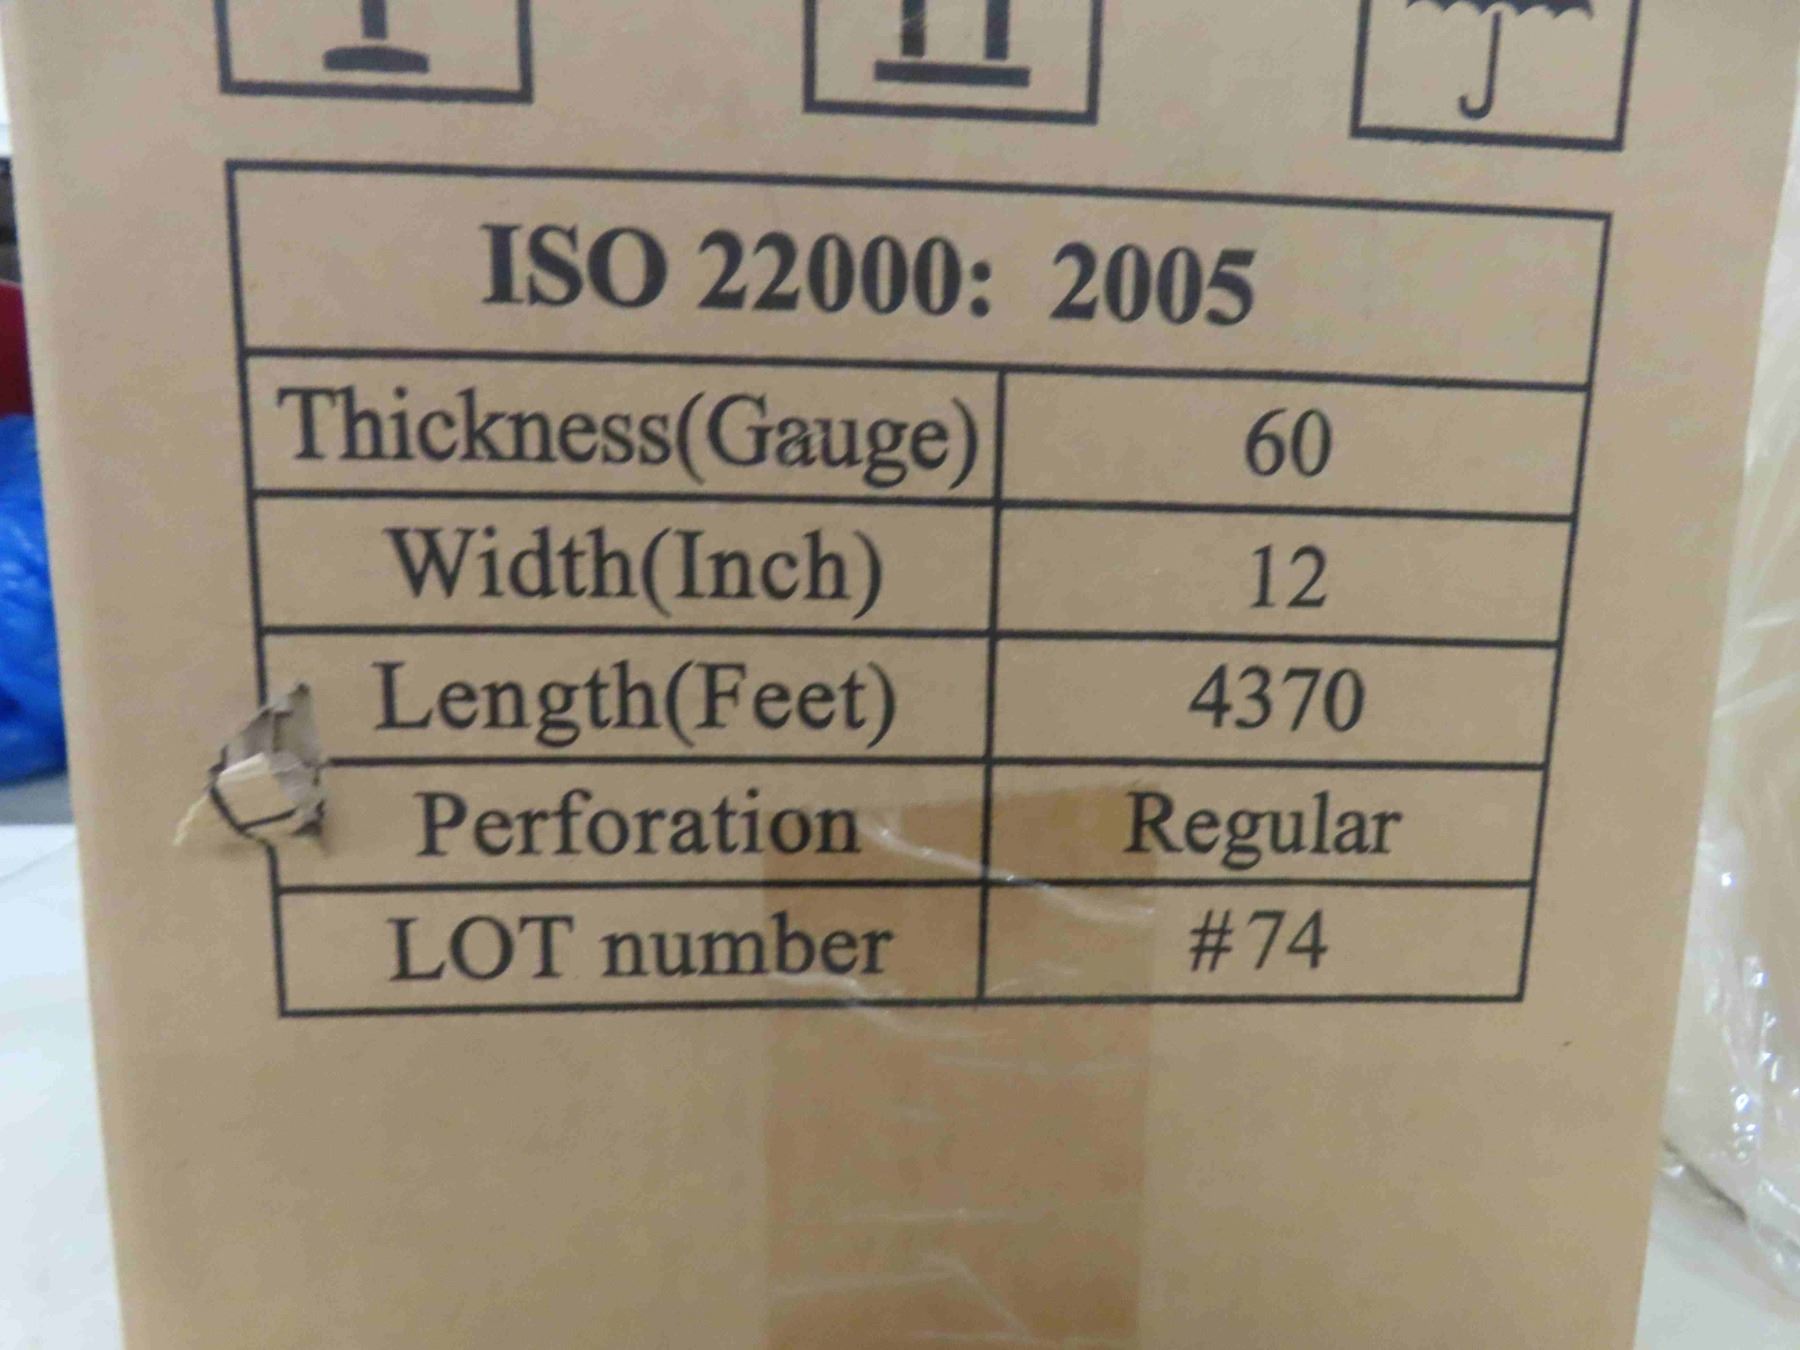 ISO 22000: 2005
Thickness(Gauge) 60
Width(Inch) 12
Length(Feet) 4370
Perforation Regular
LOT number #74